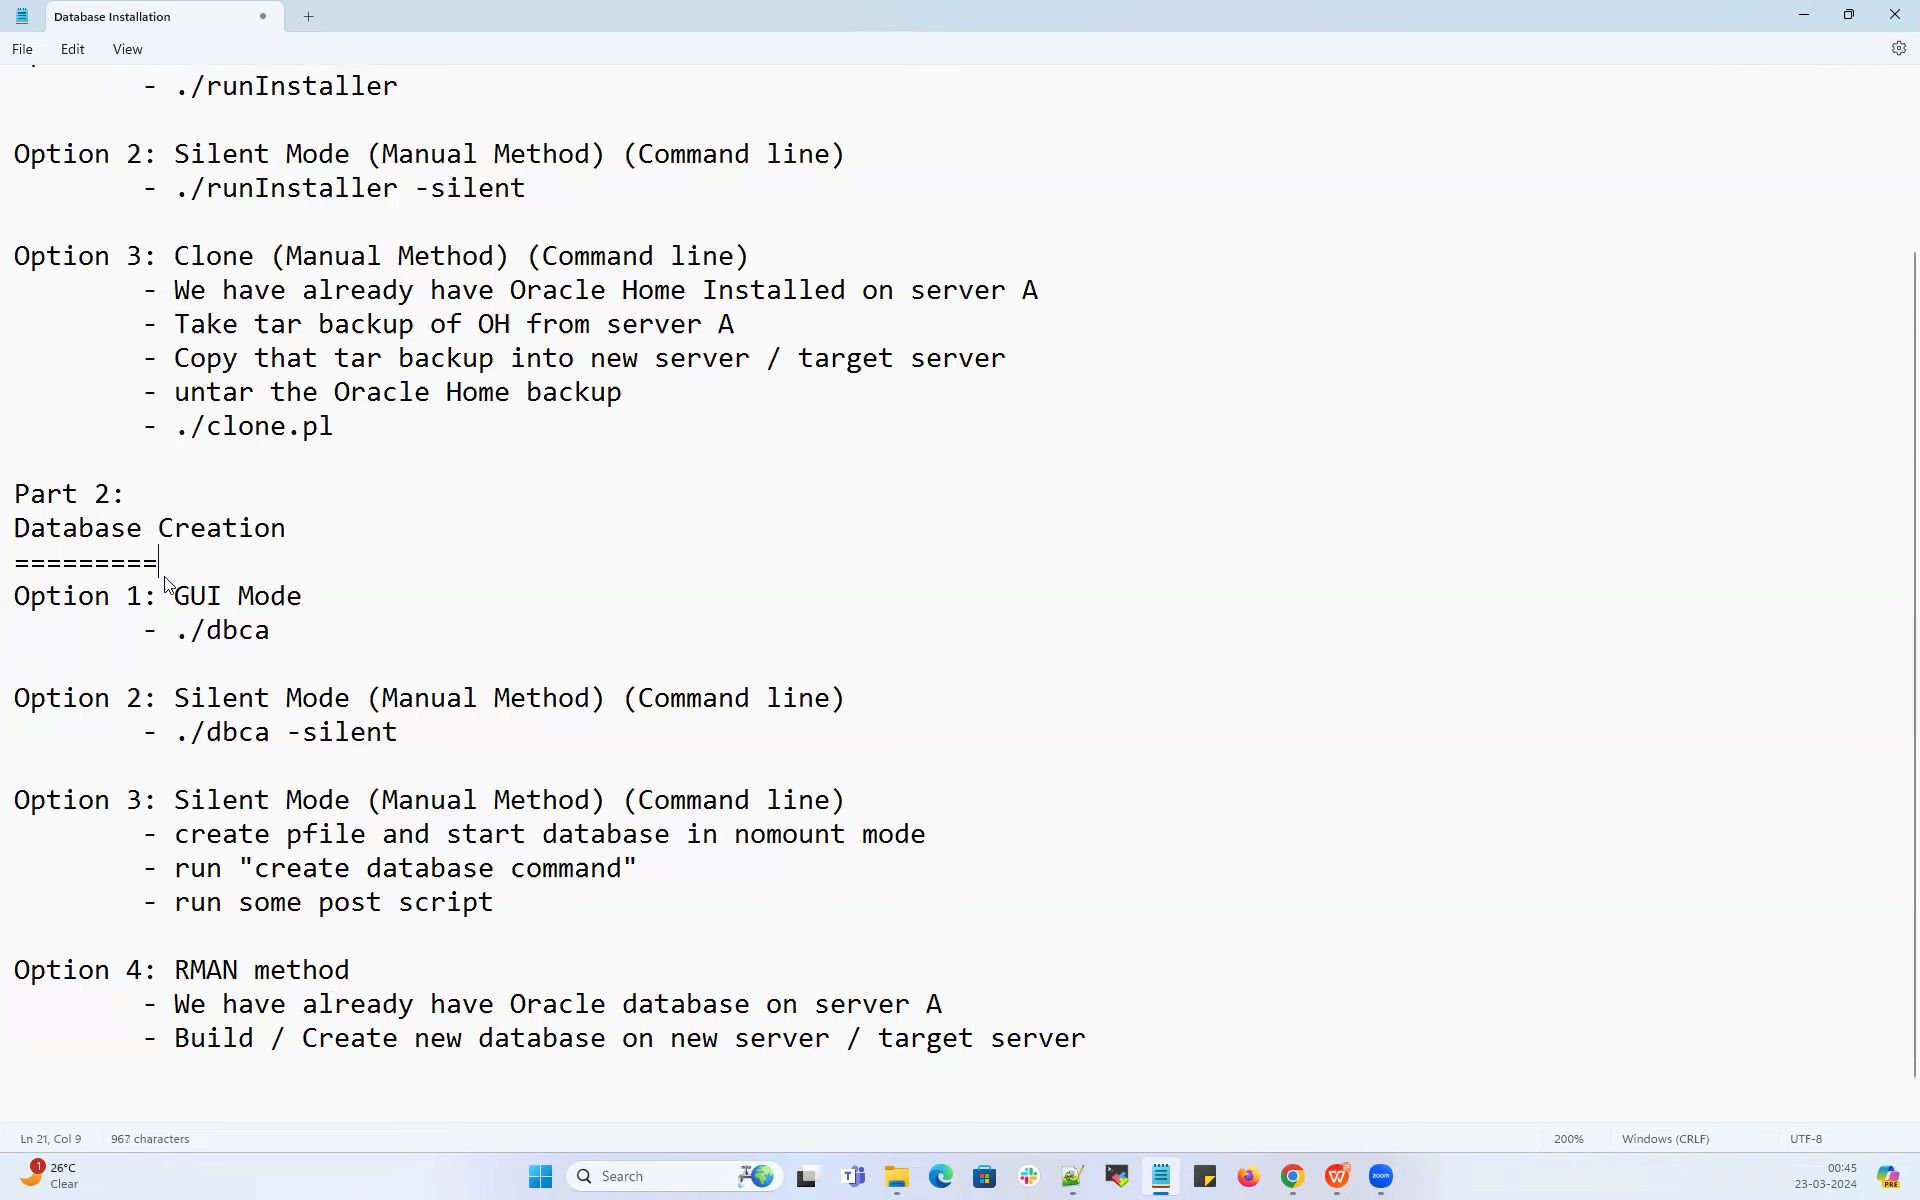 Database Installation
File Edit View
- ./runInstaller
Option 2: Silent Mode (Manual Method) (Command line)
- ./runInstaller -silent
Option 3: Clone (Manual Method) (Command line)
- We have already have Oracle Home Installed on server A
- Take tar backup of OH from server A
- Copy that tar backup into new server / target server
- untar the Oracle Home backup
- ./clone.pl
Part 2:
Database Creation
=========
Option 1: GUI Mode
- ./dbca
Option 2: Silent Mode (Manual Method) (Command line)
- ./dbca -silent
Option 3: Silent Mode (Manual Method) (Command line)
- create pfile and start database in nomount mode
- run "create database command"
- run some post script
Option 4: RMAN method
- We have already have Oracle database on server A
- Build / Create new database on new server / target server
Ln 21, Col 9 967 characters 200% Windows (CRLF) UTF-8
1 26°C Search zoom 00:45
Clear 23-03-2024 PRE